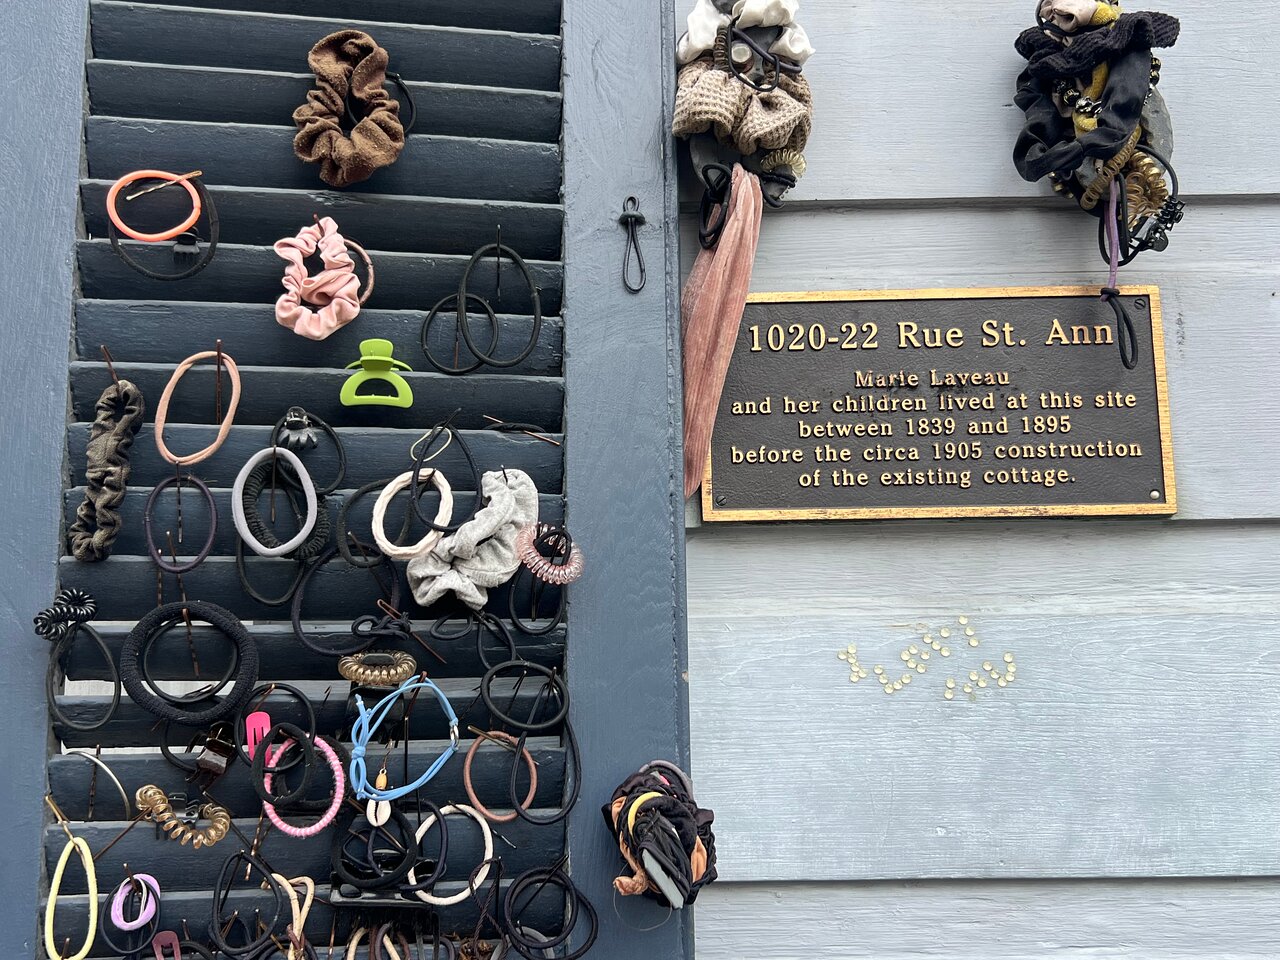 1020-22 Rue St. Ann
Marie Laveau
and her children lived at this site
between 1839 and 1895
before the circa 1905 construction
of the existing cottage.